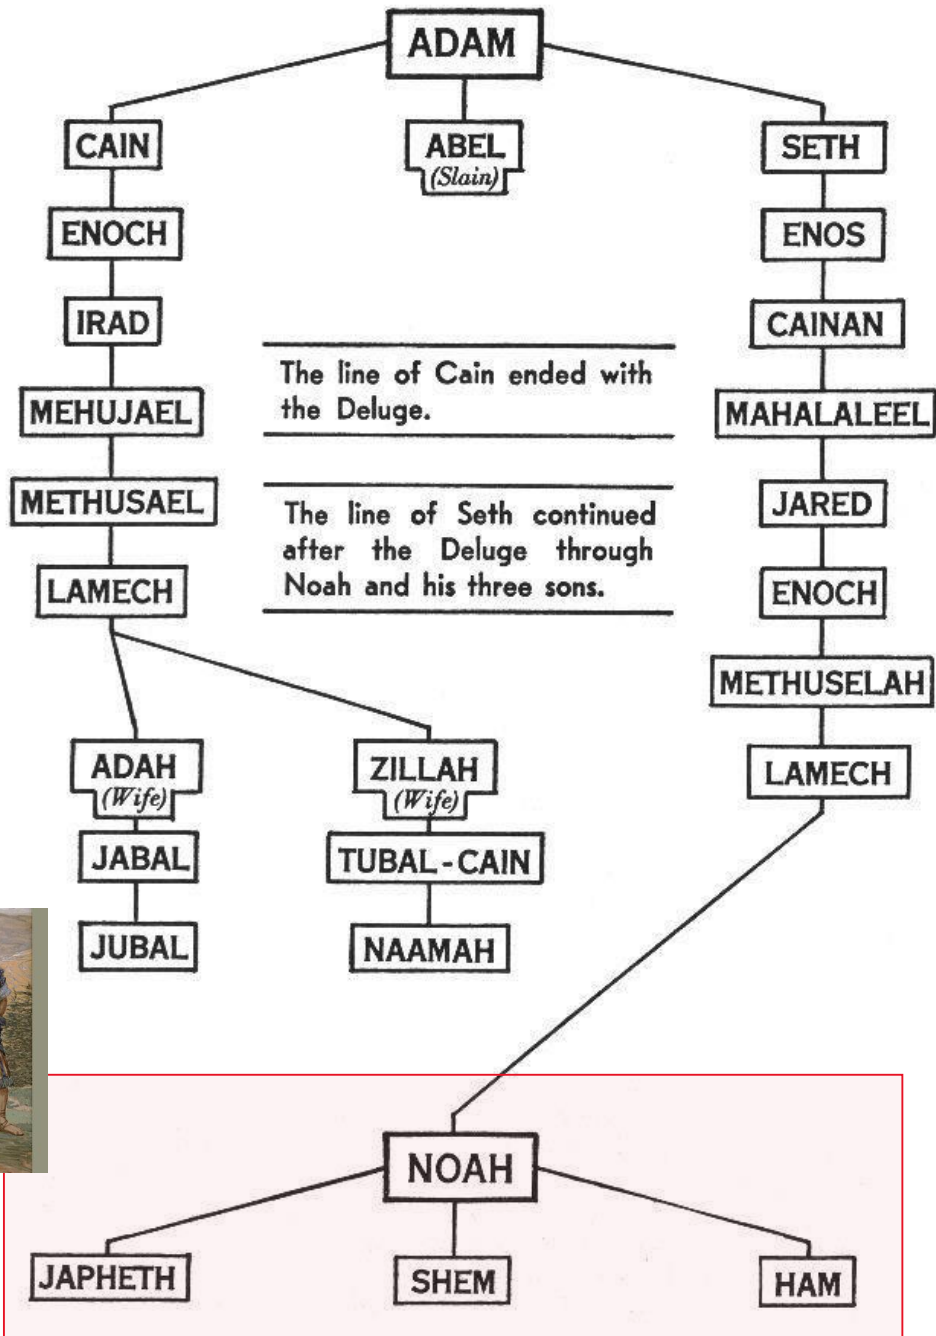 ADAM
CAIN
ABEL
(Slain)
SETH
ENOCH
ENOS
IRAD
CAINAN
The line of Cain ended with
the Deluge.
MEHUJAEL
MAHALALEEL
METHUSAEL
JARED
The line of Seth continued
after the Deluge through
Noah and his three sons.
LAMECH
ENOCH
METHUSELAH
ADAH
(Wife)
ZILLAH
(Wife)
LAMECH
JABAL
TUBAL-CAIN
JUBAL
NAAMAH
NOAH
JAPHETH
SHEM
HAM